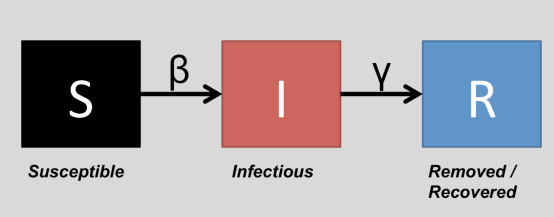 β
γ
S
I
R
Susceptible
Infectious
Removed /
Recovered